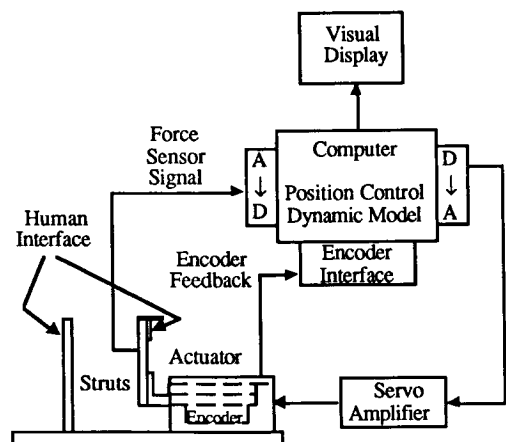 Visual
Display
Force
Sensor
Signal
A
↓
D
Computer
Position Control
Dynamic Model
D
↓
A
Human
Interface
Encoder
Feedback
Encoder
Interface
Actuator
Struts
Encoder
Servo
Amplifier